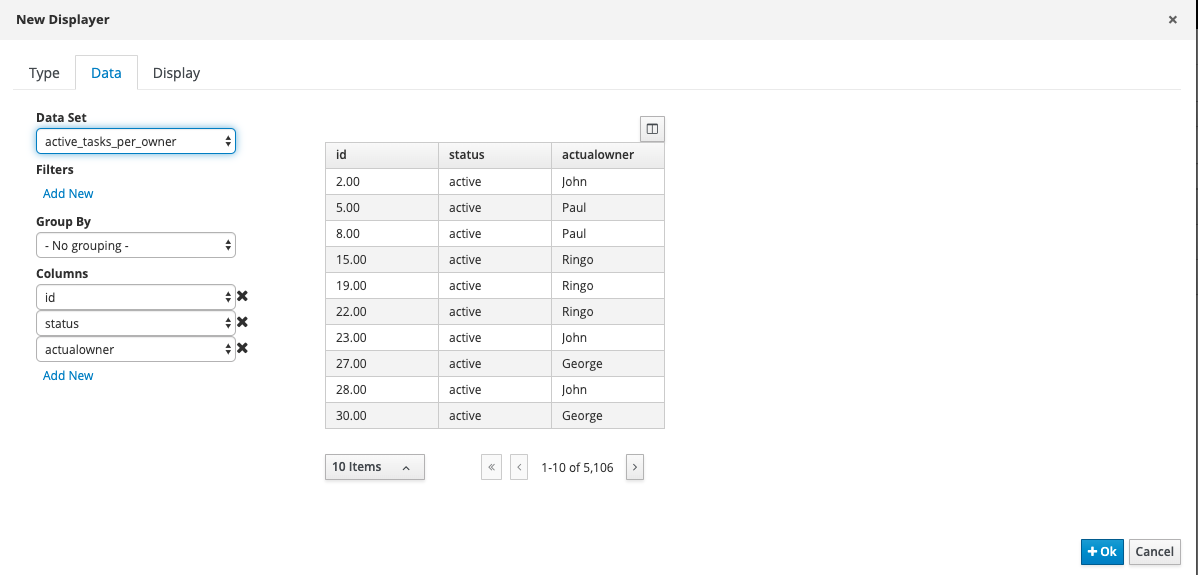 New Displayer ×
Type Data Display
Data Set
active_tasks_per_owner
Filters
Add New
Group By
- No grouping -
Columns
id
status
actualowner
Add New
id status actualowner
2.00 active John
5.00 active Paul
8.00 active Paul
15.00 active Ringo
19.00 active Ringo
22.00 active Ringo
23.00 active John
27.00 active George
28.00 active John
30.00 active George
10 Items « ‹ 1-10 of 5,106 ›
+ Ok Cancel